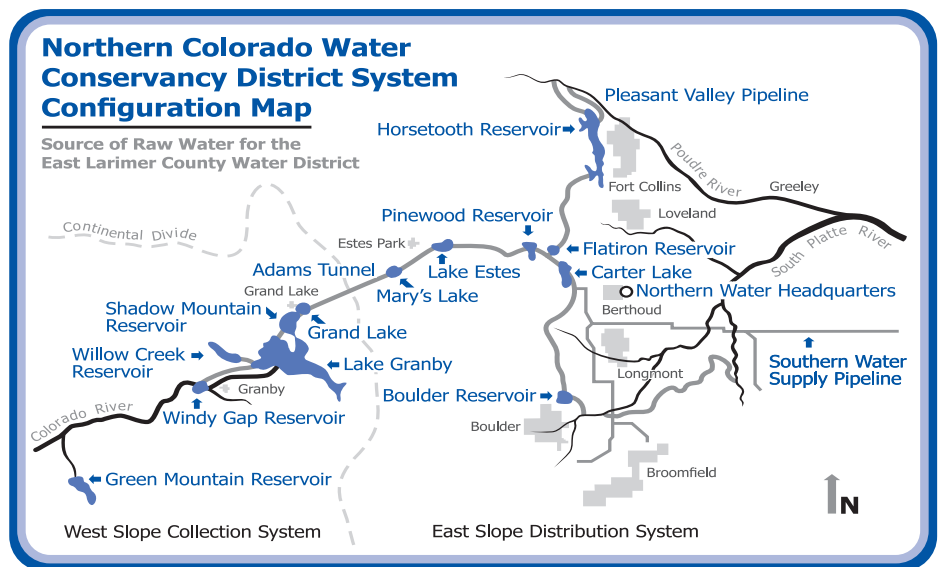 Northern Colorado Water
Conservancy District System
Configuration Map
Source of Raw Water for the
East Larimer County Water District
Pleasant Valley Pipeline
Horsetooth Reservoir
Poudre River
Fort Collins
Greeley
Continental Divide
Pinewood Reservoir
Loveland
South Platte River
Estes Park
Flatiron Reservoir
Adams Tunnel
Lake Estes
Carter Lake
Grand Lake
Mary's Lake
Northern Water Headquarters
Berthoud
Shadow Mountain
Reservoir
Grand Lake
Willow Creek
Reservoir
Lake Granby
Southern Water
Supply Pipeline
Longmont
Granby
Boulder Reservoir
Colorado River
Windy Gap Reservoir
Boulder
Broomfield
Green Mountain Reservoir
N
West Slope Collection System
East Slope Distribution System